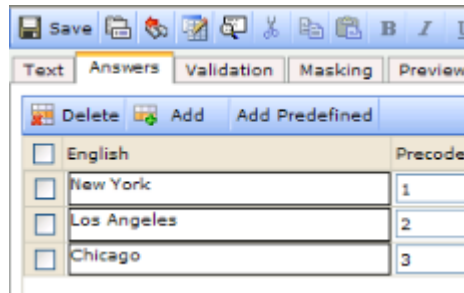 Save B I
Text Answers Validation Masking Preview
Delete Add Add Predefined
English Precode
New York 1
Los Angeles 2
Chicago 3